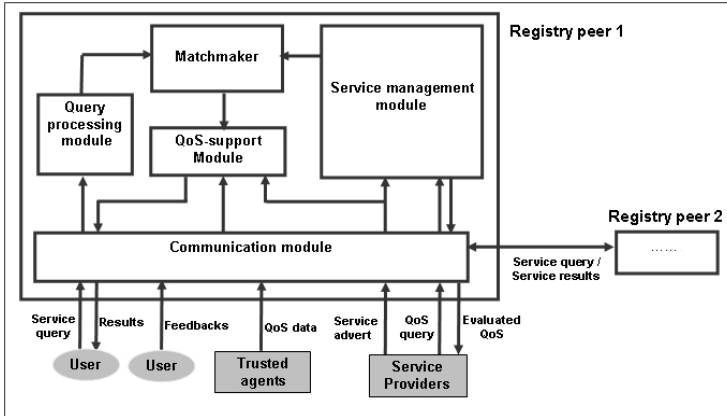 Registry peer 1
Matchmaker
Service management
module
Query
processing
module
QoS-support
Module
Registry peer 2
Communication module
......
Service query /
Service results
Service
query
Results
Feedbacks
QoS data
Service
advert
QoS
query
Evaluated
QoS
User
User
Trusted
agents
Service
Providers